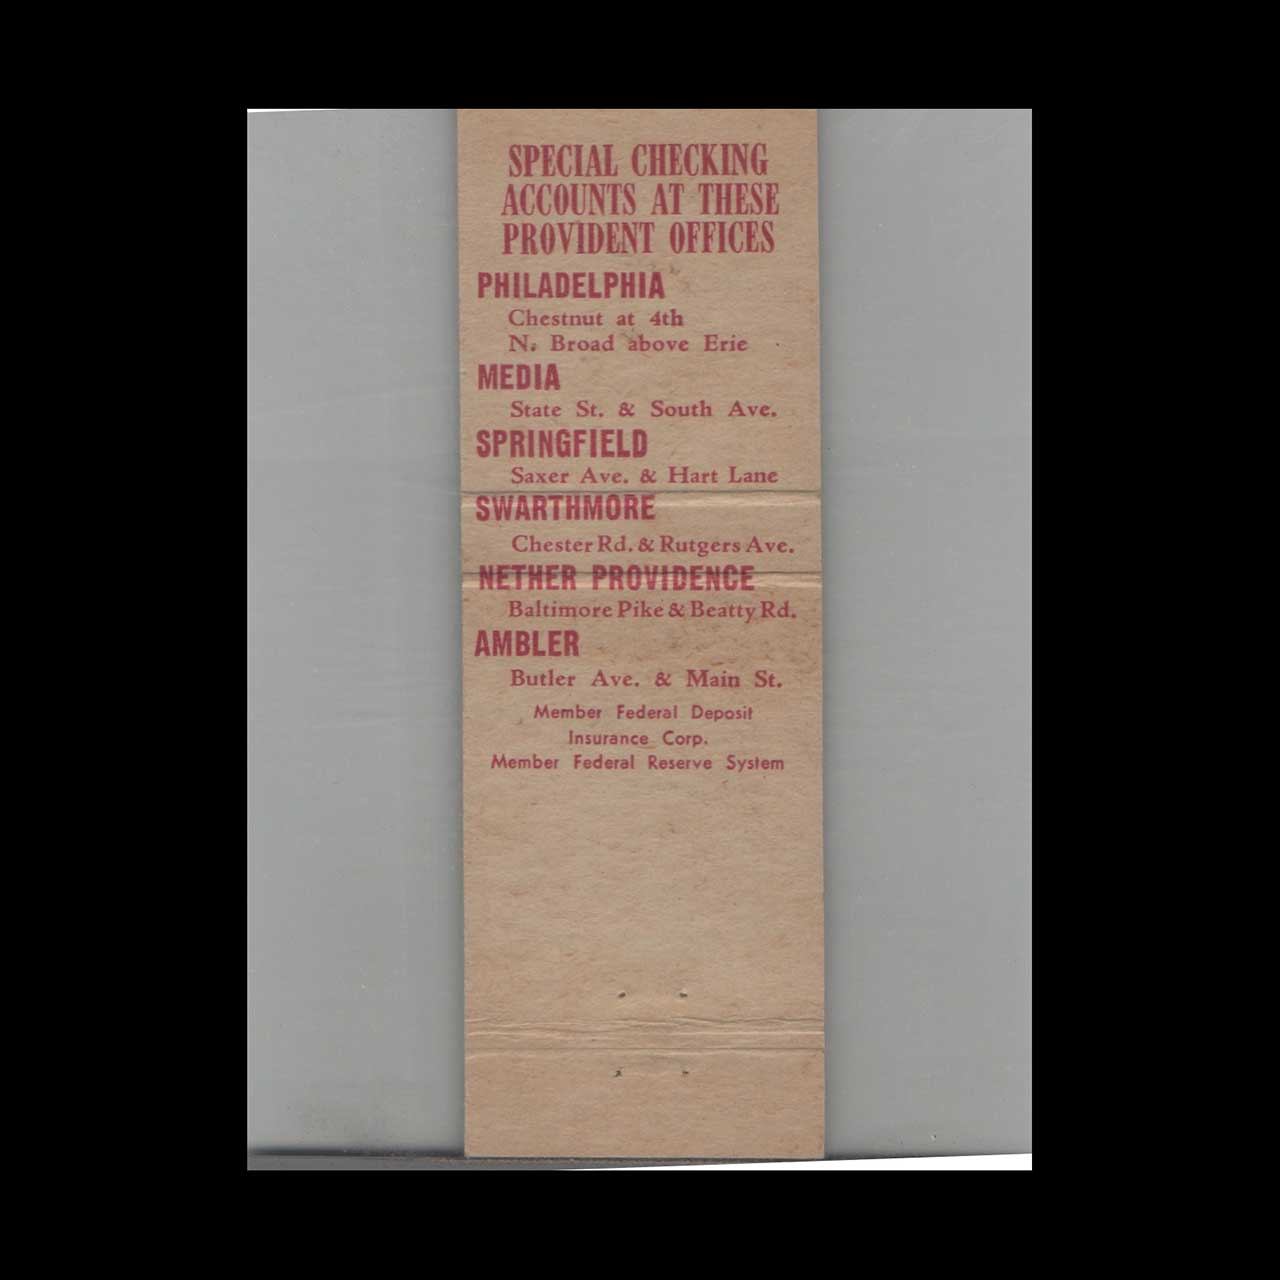 SPECIAL CHECKING
ACCOUNTS AT THESE
PROVIDENT OFFICES
PHILADELPHIA
Chestnut at 4th
N. Broad above Erie
MEDIA
State St. & South Ave.
SPRINGFIELD
Saxer Ave. & Hart Lane
SWARTHMORE
Chester Rd. & Rutgers Ave.
NETHER PROVIDENCE
Baltimore Pike & Beatty Rd.
AMBLER
Butler Ave. & Main St.
Member Federal Deposit
Insurance Corp.
Member Federal Reserve System